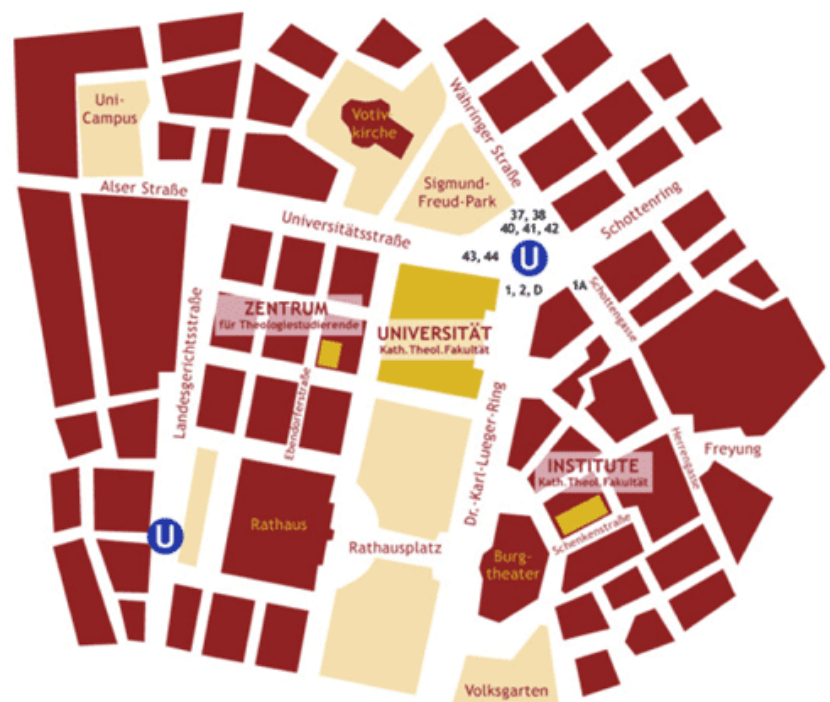 Uni-
Campus
Votiv
kirche
Währinger Straße
Alser Straße
Sigmund-
Freud-Park
Schottenring
Universitätsstraße
37, 38
40, 41, 42
43, 44
U
1, 2, D
1A
Schottengasse
ZENTRUM
für Theologiestudierende
UNIVERSITÄT
Kath.Theol.Fakultät
Landesgerichtsstraße
Ebendorferstraße
Dr.-Karl-Lueger-Ring
Herrengasse
Freyung
INSTITUTE
Kath.Theol.Fakultät
Schenkenstraße
Rathaus
U
Rathausplatz
Burg-
theater
Volksgarten